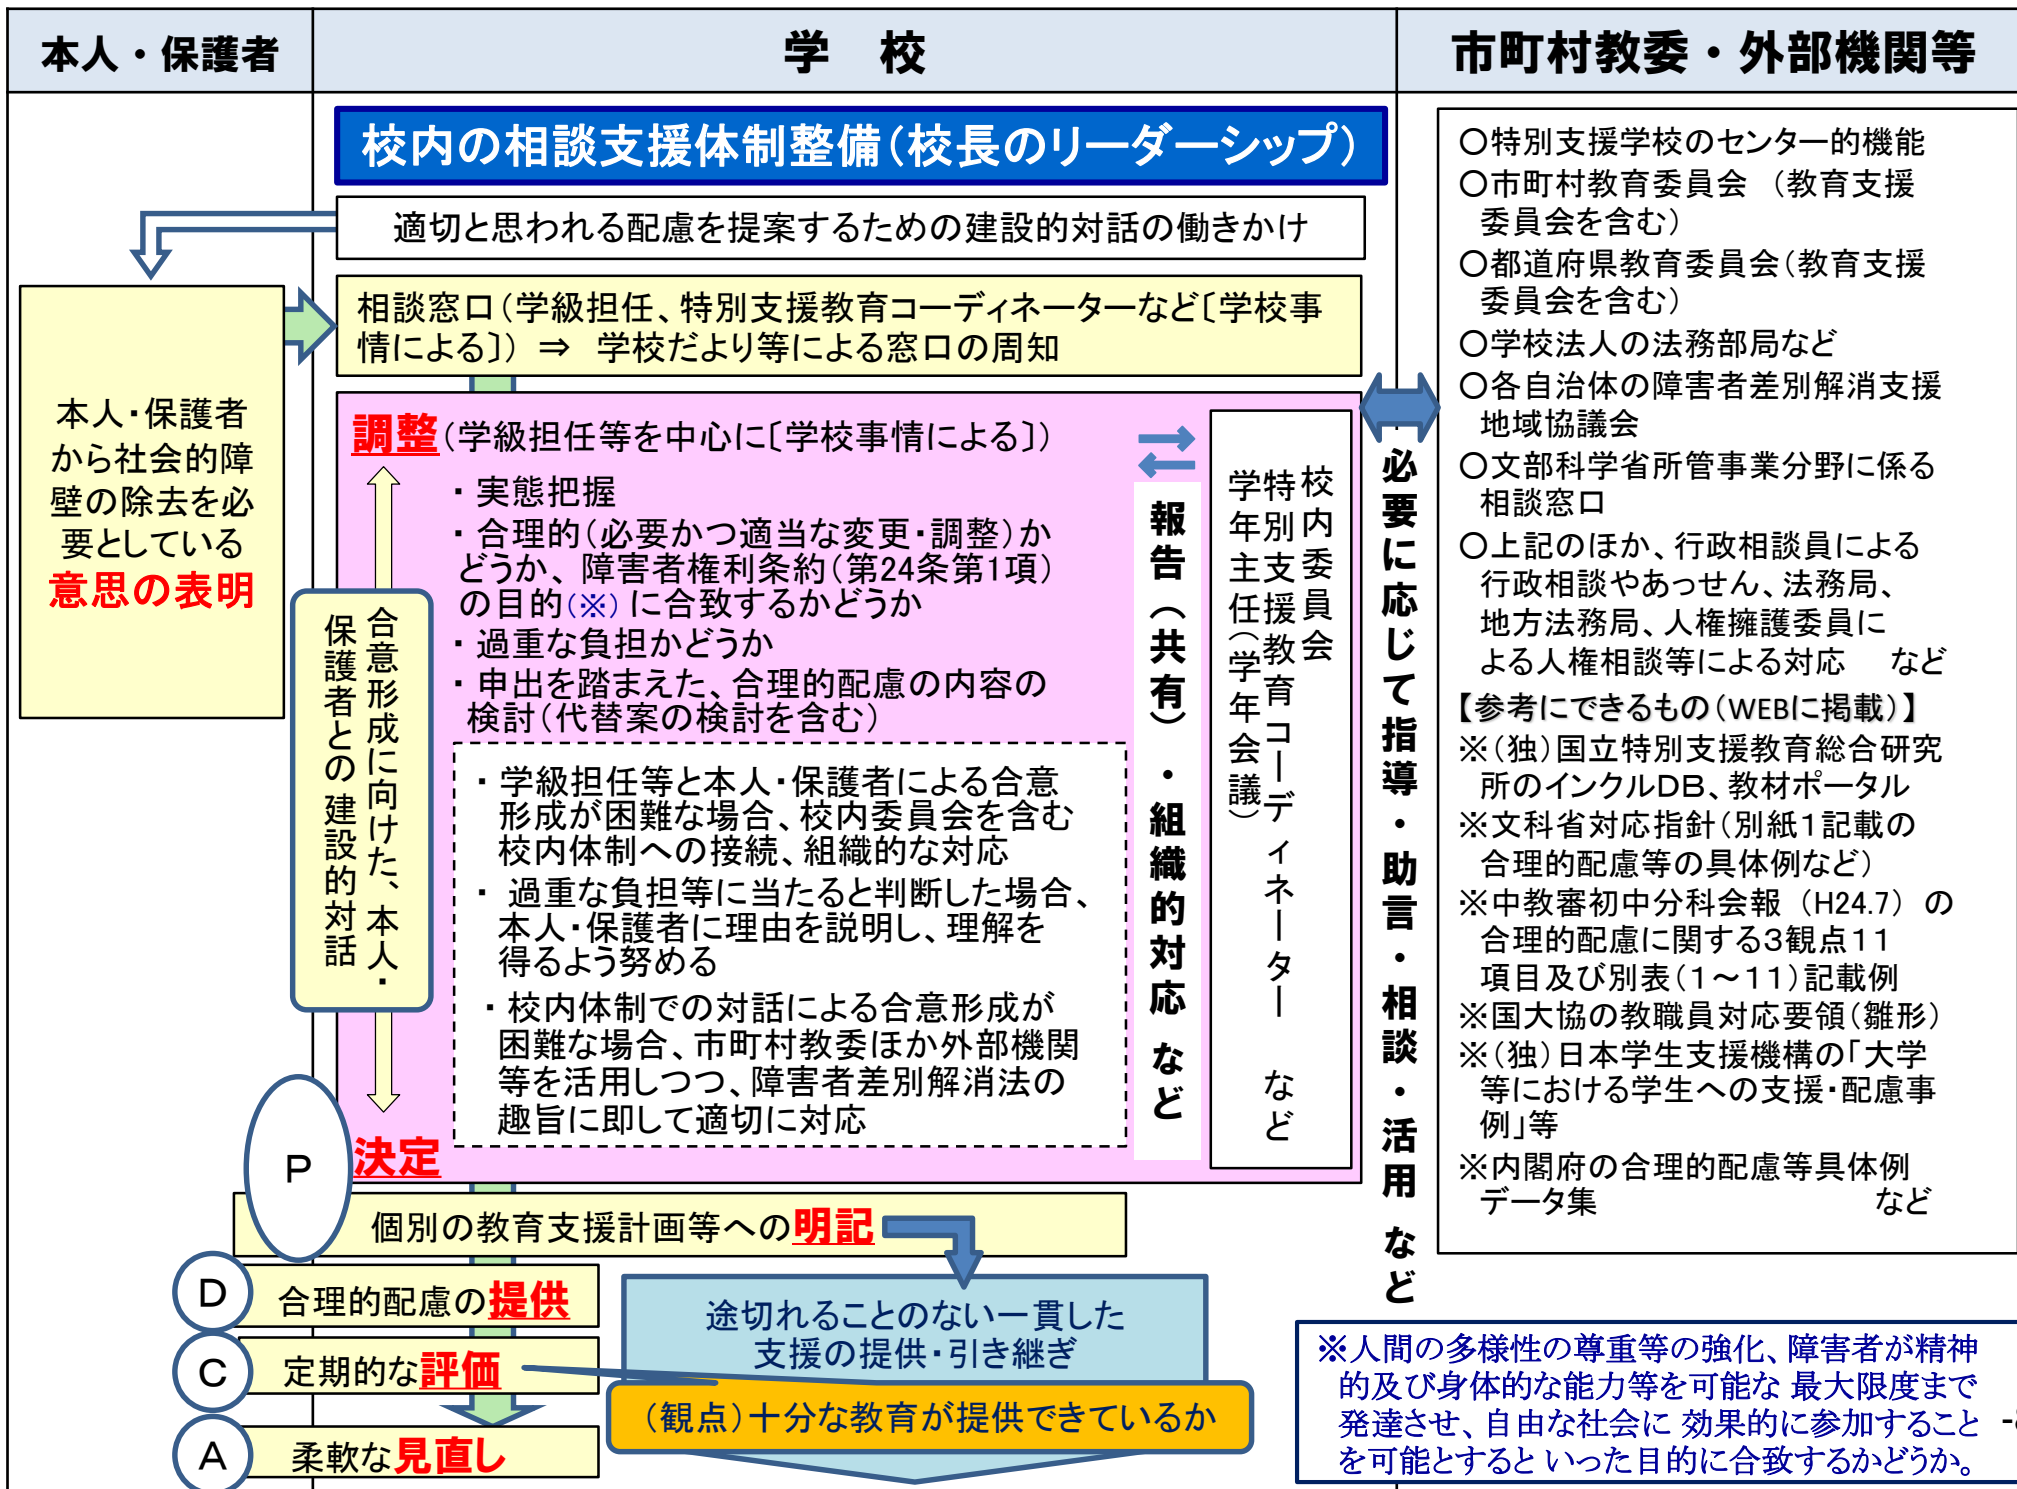 本人・保護者
学　校
市町村教委・外部機関等
校内の相談支援体制整備(校長のリーダーシップ)
適切と思われる配慮を提案するための建設的対話の働きかけ
相談窓口(学級担任、特別支援教育コーディネーターなど〔学校事
情による〕) ⇒ 学校だより等による窓口の周知
本人・保護者
から社会的障
壁の除去を必
要としている
意思の表明
調整(学級担任等を中心に〔学校事情による〕)
・実態把握
・合理的(必要かつ適当な変更・調整)か
どうか、障害者権利条約(第24条第1項)
の目的(※)に合致するかどうか
・過重な負担かどうか
・申出を踏まえた、合理的配慮の内容の
検討(代替案の検討を含む)
・学級担任等と本人・保護者による合意
形成が困難な場合、校内委員会を含む
校内体制への接続、組織的な対応
・過重な負担等に当たると判断した場合、
本人・保護者に理由を説明し、理解を
得るよう努める
・校内体制での対話による合意形成が
困難な場合、市町村教委ほか外部機関
等を活用しつつ、障害者差別解消法の
趣旨に即して適切に対応
決定
合意形成に向けた、本人・
保護者との建設的対話
報告(共有)・組織的対応 など
校内委員会
特別支援教育コーディネーター など
学年主任(学年会議)
必要に応じて指導・助言・相談・活用 など
P
個別の教育支援計画等への明記
D
合理的配慮の提供
C
定期的な評価
A
柔軟な見直し
途切れることのない一貫した
支援の提供・引き継ぎ
(観点)十分な教育が提供できているか
○特別支援学校のセンター的機能
○市町村教育委員会 (教育支援
委員会を含む)
○都道府県教育委員会(教育支援
委員会を含む)
○学校法人の法務部局など
○各自治体の障害者差別解消支援
地域協議会
○文部科学省所管事業分野に係る
相談窓口
○上記のほか、行政相談員による
行政相談やあっせん、法務局、
地方法務局、人権擁護委員に
よる人権相談等による対応 など
【参考にできるもの(WEBに掲載)】
※(独)国立特別支援教育総合研究
所のインクルDB、教材ポータル
※文科省対応指針(別紙1記載の
合理的配慮等の具体例など)
※中教審初中分科会報 (H24.7) の
合理的配慮に関する3観点11
項目及び別表(1～11)記載例
※国大協の教職員対応要領(雛形)
※(独)日本学生支援機構の「大学
等における学生への支援・配慮事
例」等
※内閣府の合理的配慮等具体例
データ集 など
※人間の多様性の尊重等の強化、障害者が精神
的及び身体的な能力等を可能な 最大限度まで
発達させ、自由な社会に 効果的に参加すること
を可能とすると いった目的に合致するかどうか。